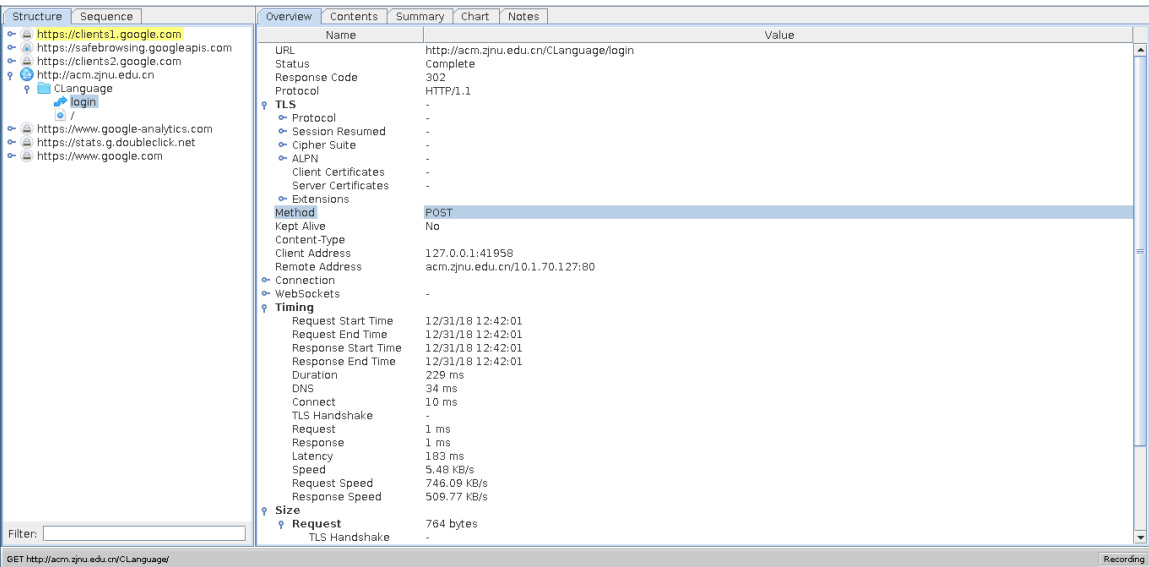 Structure Sequence
https://clients1.google.com
https://safebrowsing.googleapis.com
https://clients2.google.com
http://acm.zjnu.edu.cn
CLanguage
login
/
https://www.google-analytics.com
https://stats.g.doubleclick.net
https://www.google.com
Filter:
Overview Contents Summary Chart Notes
Name Value
URL http://acm.zjnu.edu.cn/CLanguage/login
Status Complete
Response Code 302
Protocol HTTP/1.1
TLS -
Protocol -
Session Resumed -
Cipher Suite -
ALPN -
Client Certificates -
Server Certificates -
Extensions
Method POST
Kept Alive No
Content-Type
Client Address 127.0.0.1:41958
Remote Address acm.zjnu.edu.cn/10.1.70.127:80
Connection
WebSockets -
Timing
Request Start Time 12/31/18 12:42:01
Request End Time 12/31/18 12:42:01
Response Start Time 12/31/18 12:42:01
Response End Time 12/31/18 12:42:01
Duration 229 ms
DNS 34 ms
Connect 10 ms
TLS Handshake -
Request 1 ms
Response 1 ms
Latency 183 ms
Speed 5.48 KB/s
Request Speed 746.09 KB/s
Response Speed 509.77 KB/s
Size
Request 764 bytes
TLS Handshake -
GET http://acm.zjnu.edu.cn/CLanguage/ Recording